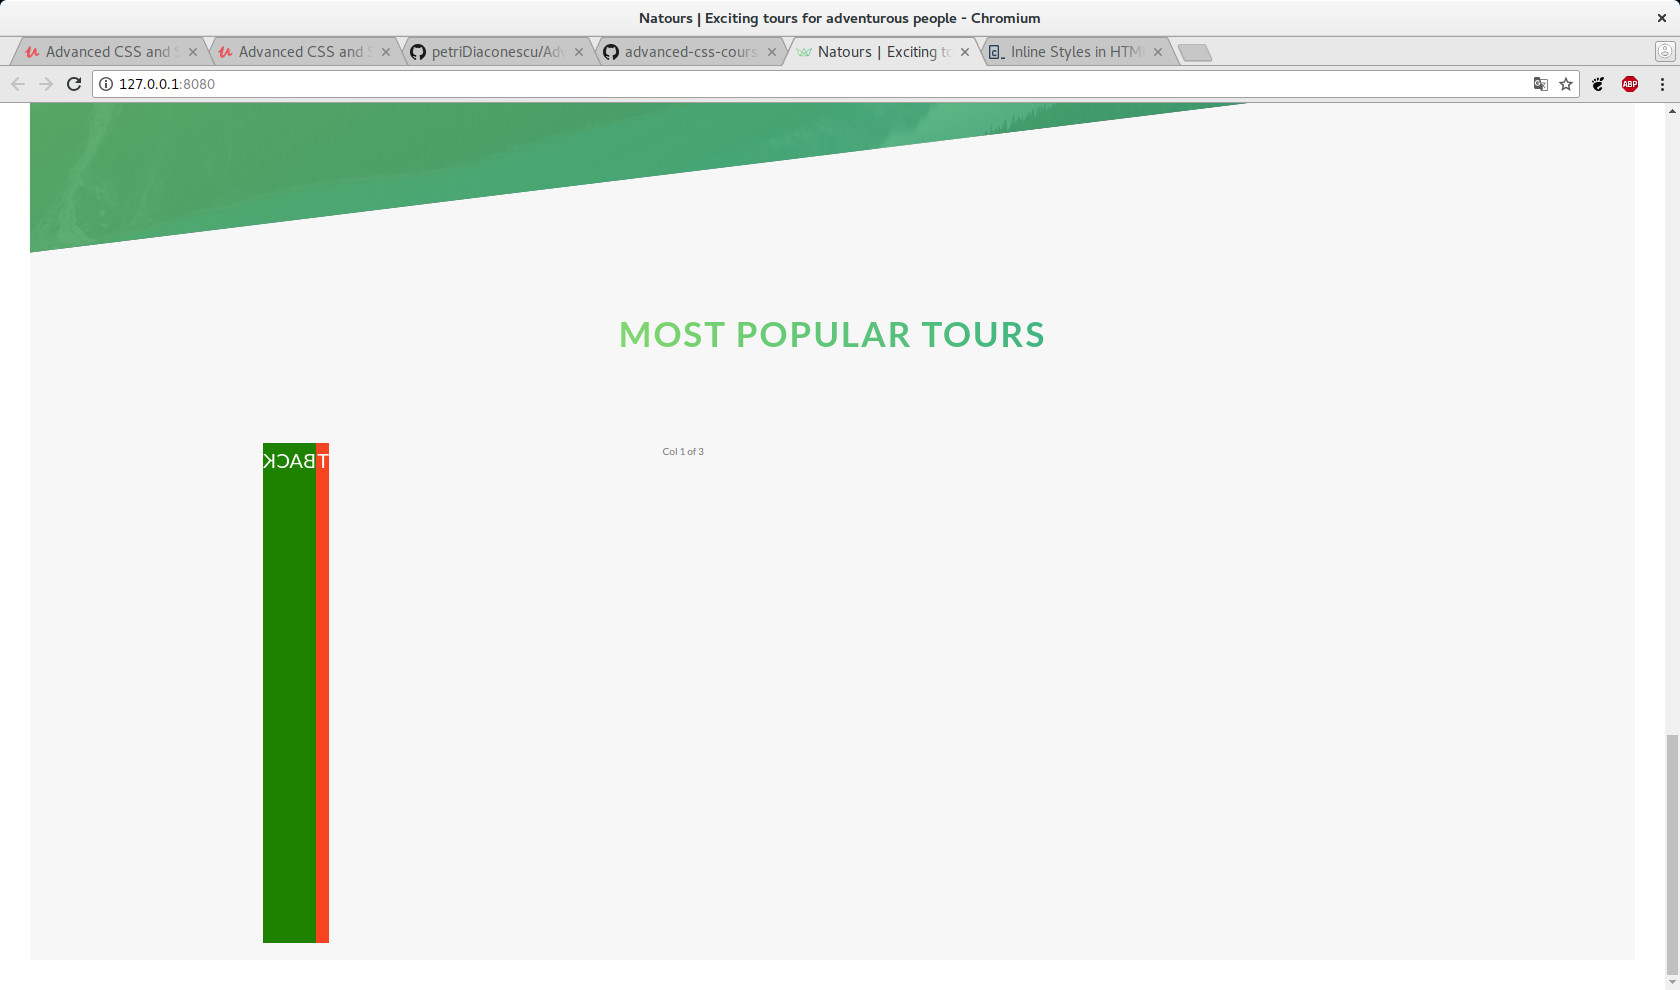 Natours | Exciting tours for adventurous people - Chromium
Advanced CSS and S
Advanced CSS and S
petriDiaconescu/Adv
advanced-css-cours
Natours | Exciting to
Inline Styles in HTM
127.0.0.1:8080
ABP
MOST POPULAR TOURS
BACK
T
Col 1 of 3